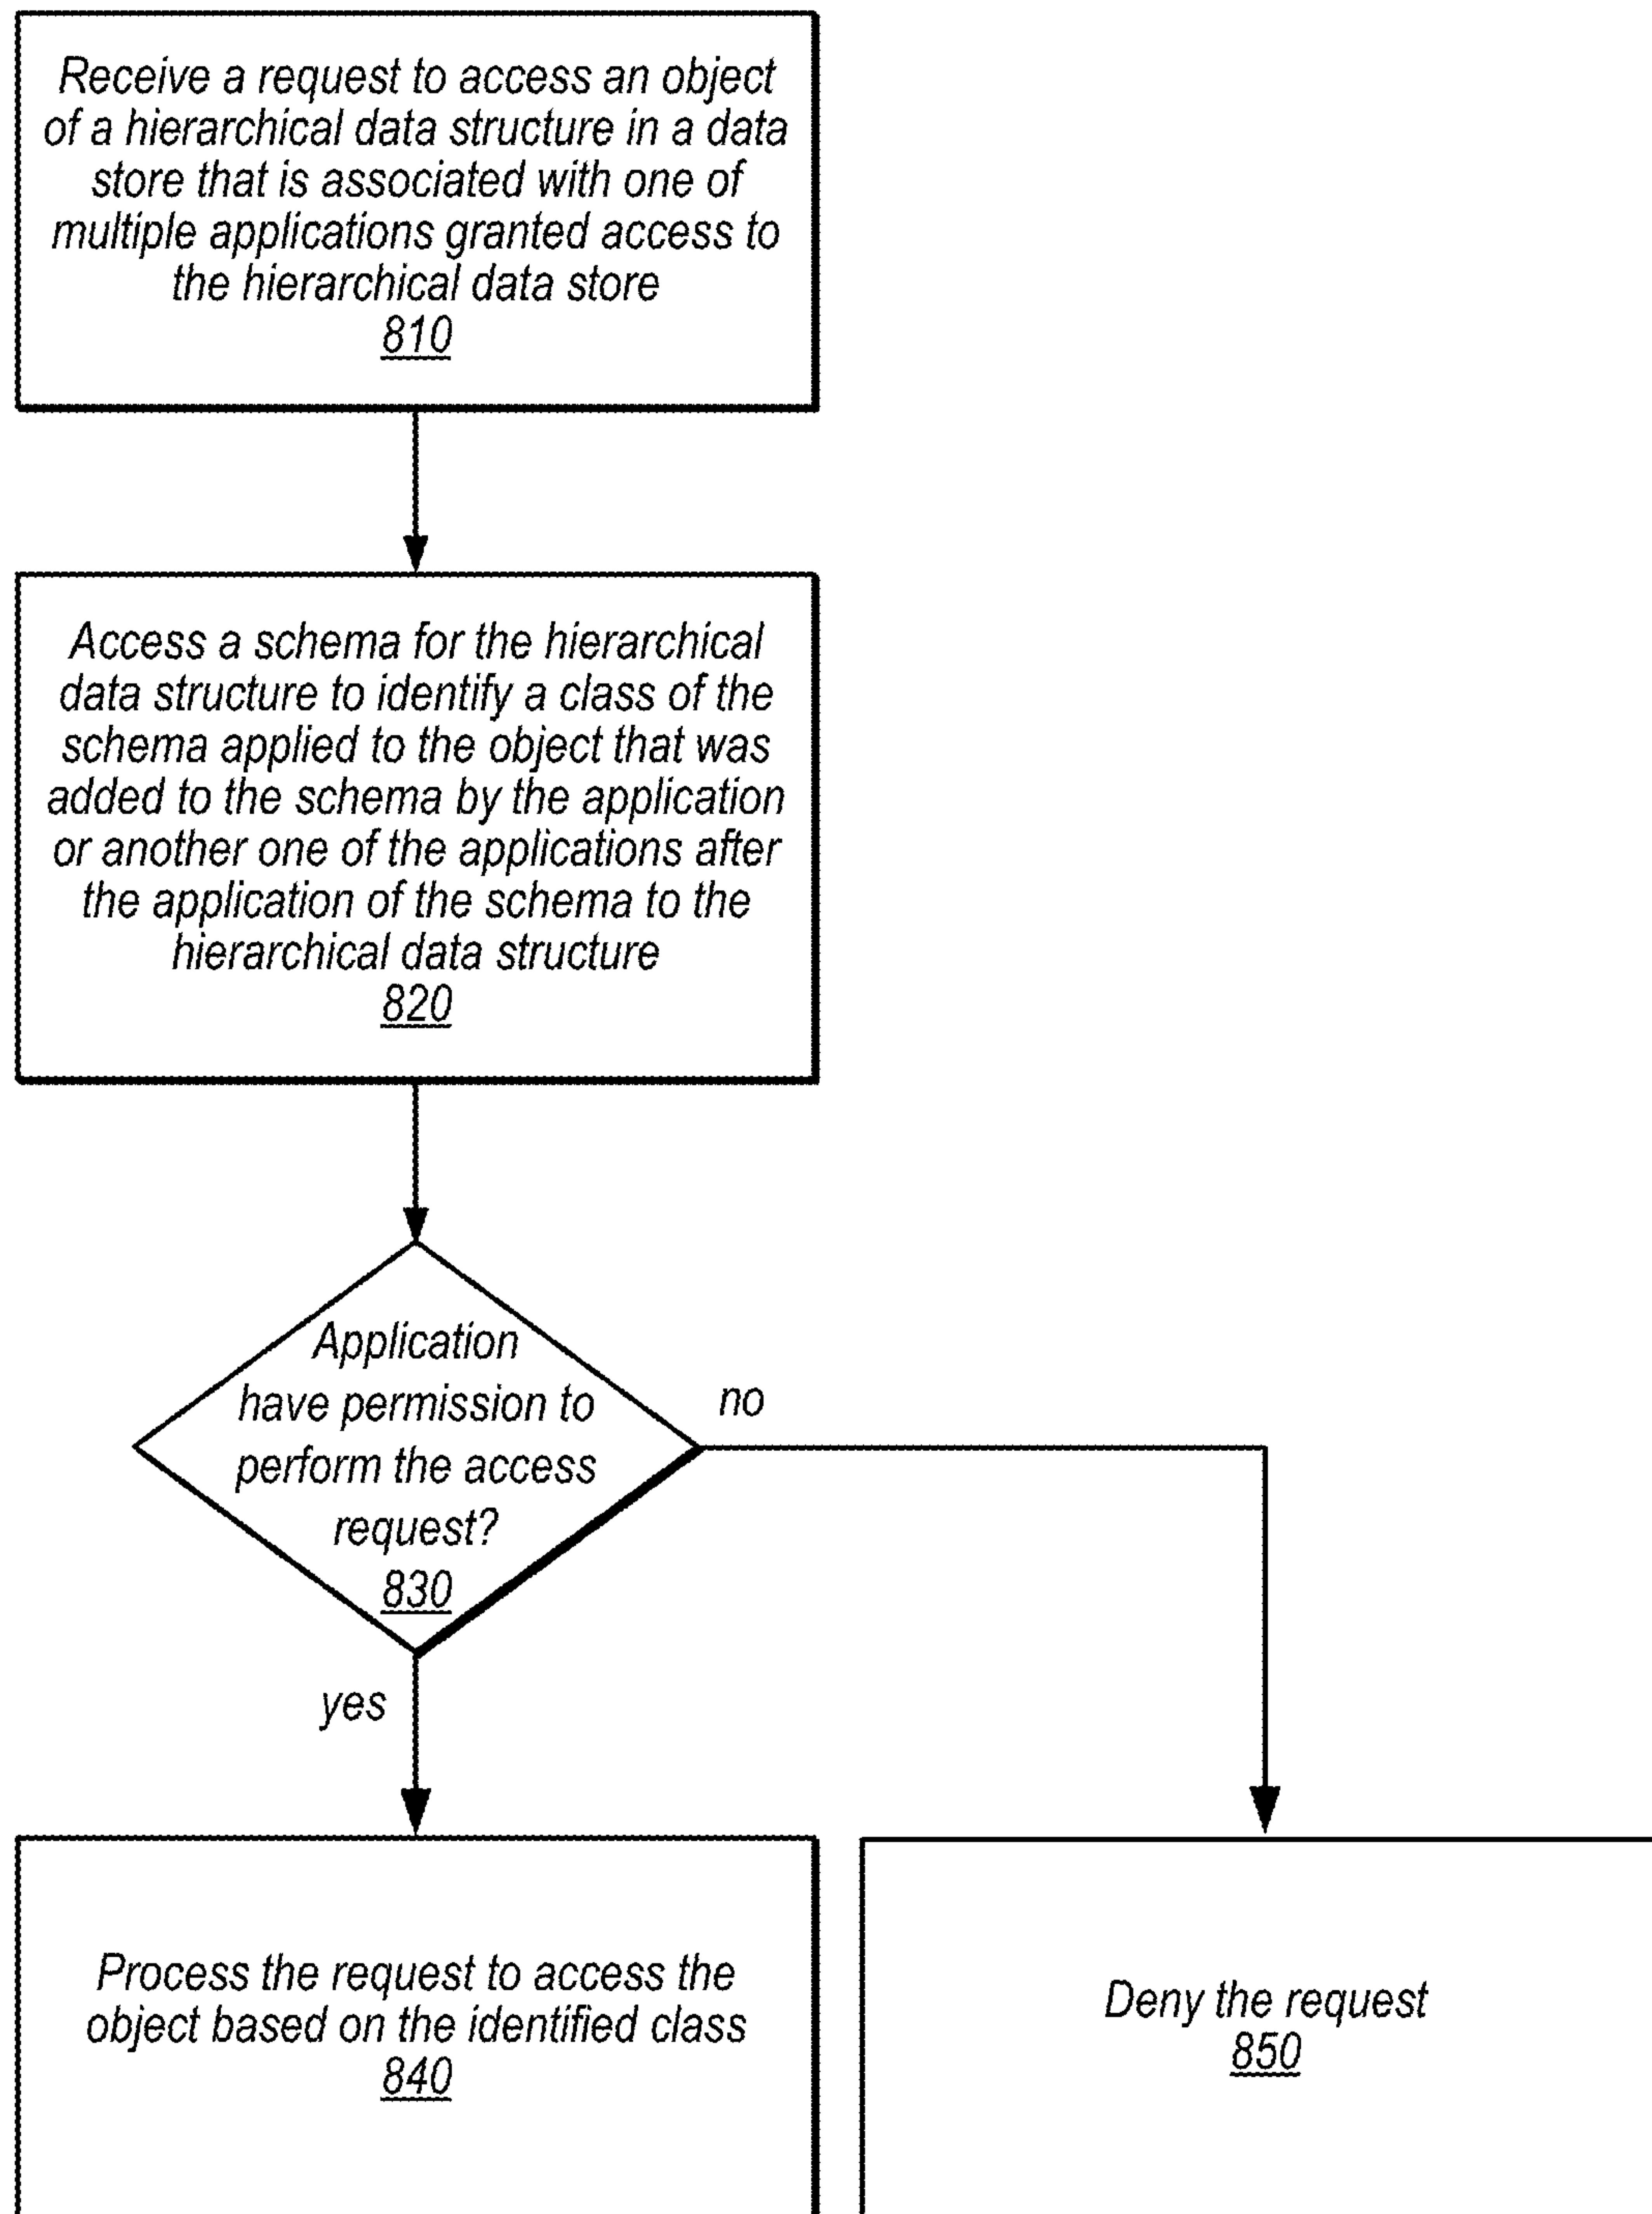 Receive a request to access an object
of a hierarchical data structure in a data
store that is associated with one of
multiple applications granted access to
the hierarchical data store
810
Access a schema for the hierarchical
data structure to identify a class of the
schema applied to the object that was
added to the schema by the application
or another one of the applications after
the application of the schema to the
hierarchical data structure
820
Application
have permission to
perform the access
request?
830
no
yes
Process the request to access the
object based on the identified class
840
Deny the request
850